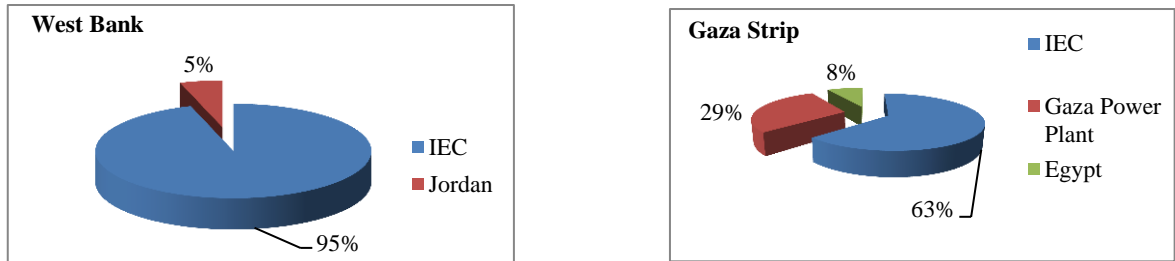 West Bank
5%
IEC
Jordan
95%
Gaza Strip
8%
29%
IEC
Gaza Power
Plant
Egypt
63%